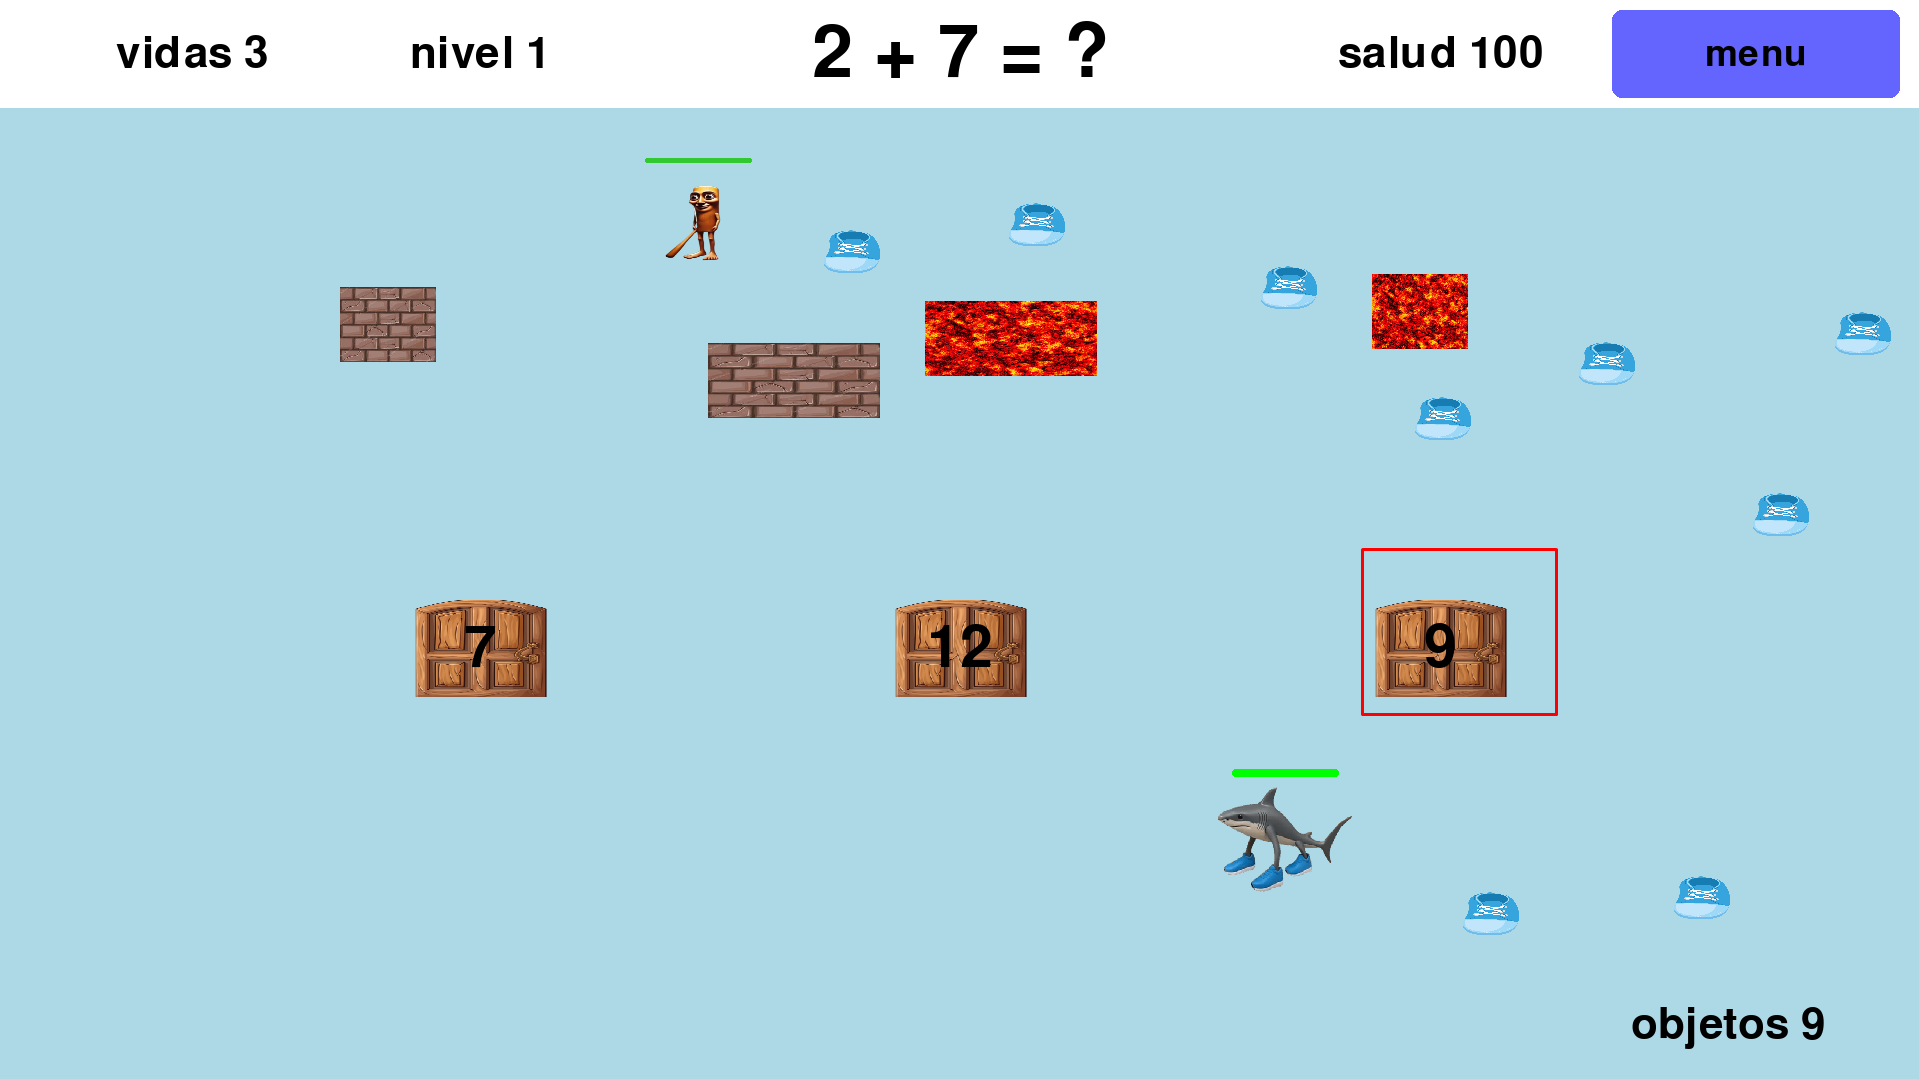 vidas 3
nivel 1
2 + 7 = ?
salud 100
menu
7
12
9
objetos 9